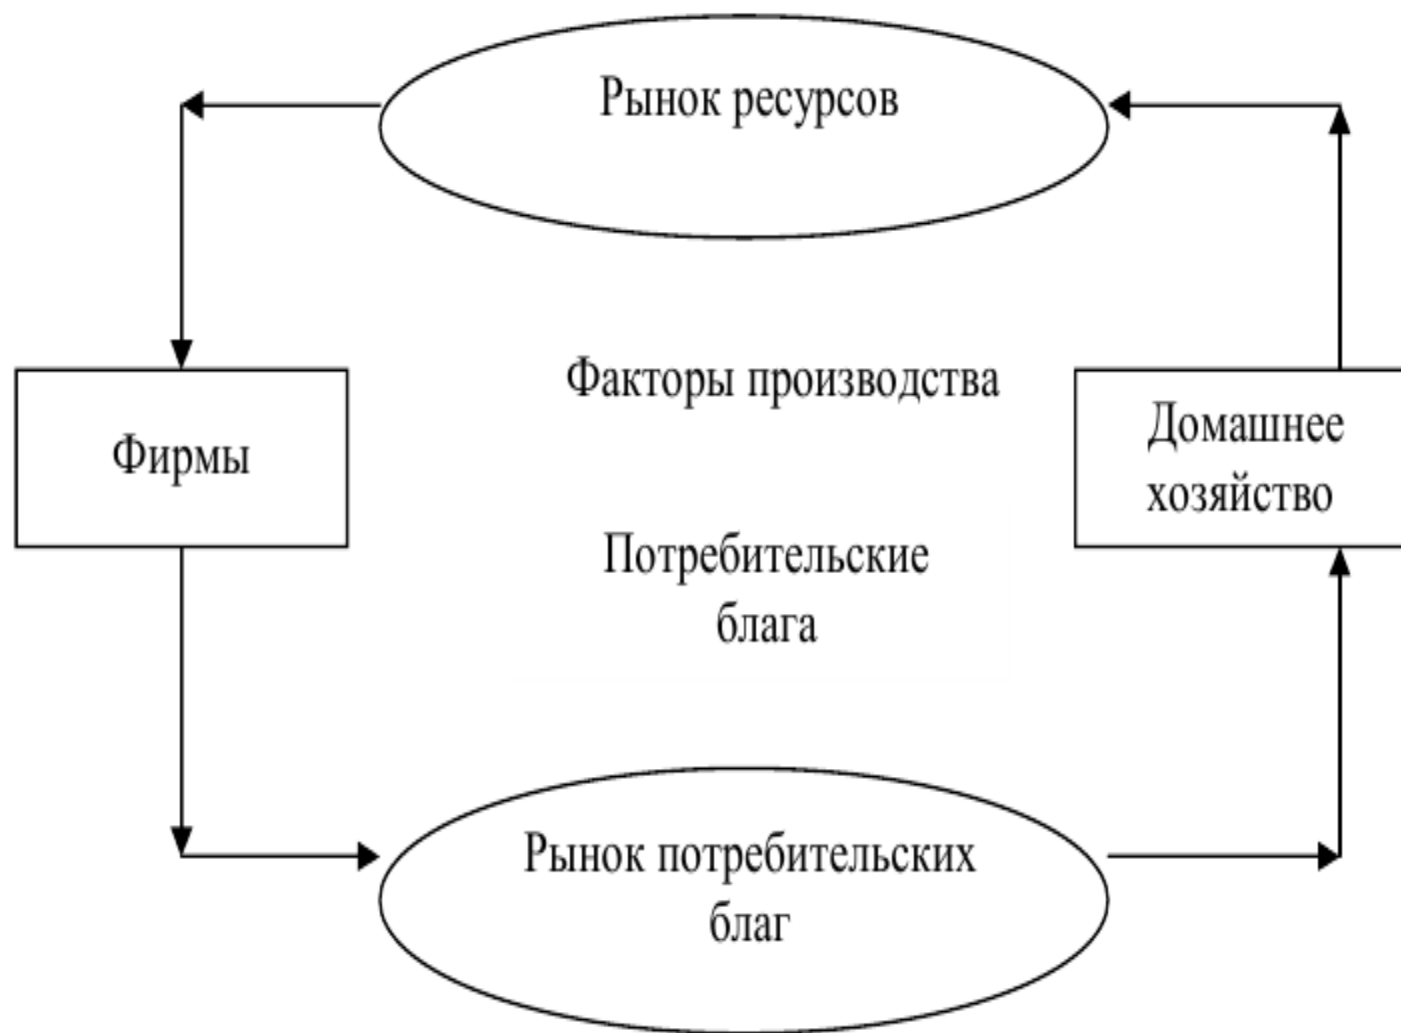 Рынок ресурсов
Факторы производства
Фирмы
Домашнее
хозяйство
Потребительские
блага
Рынок потребительских
благ